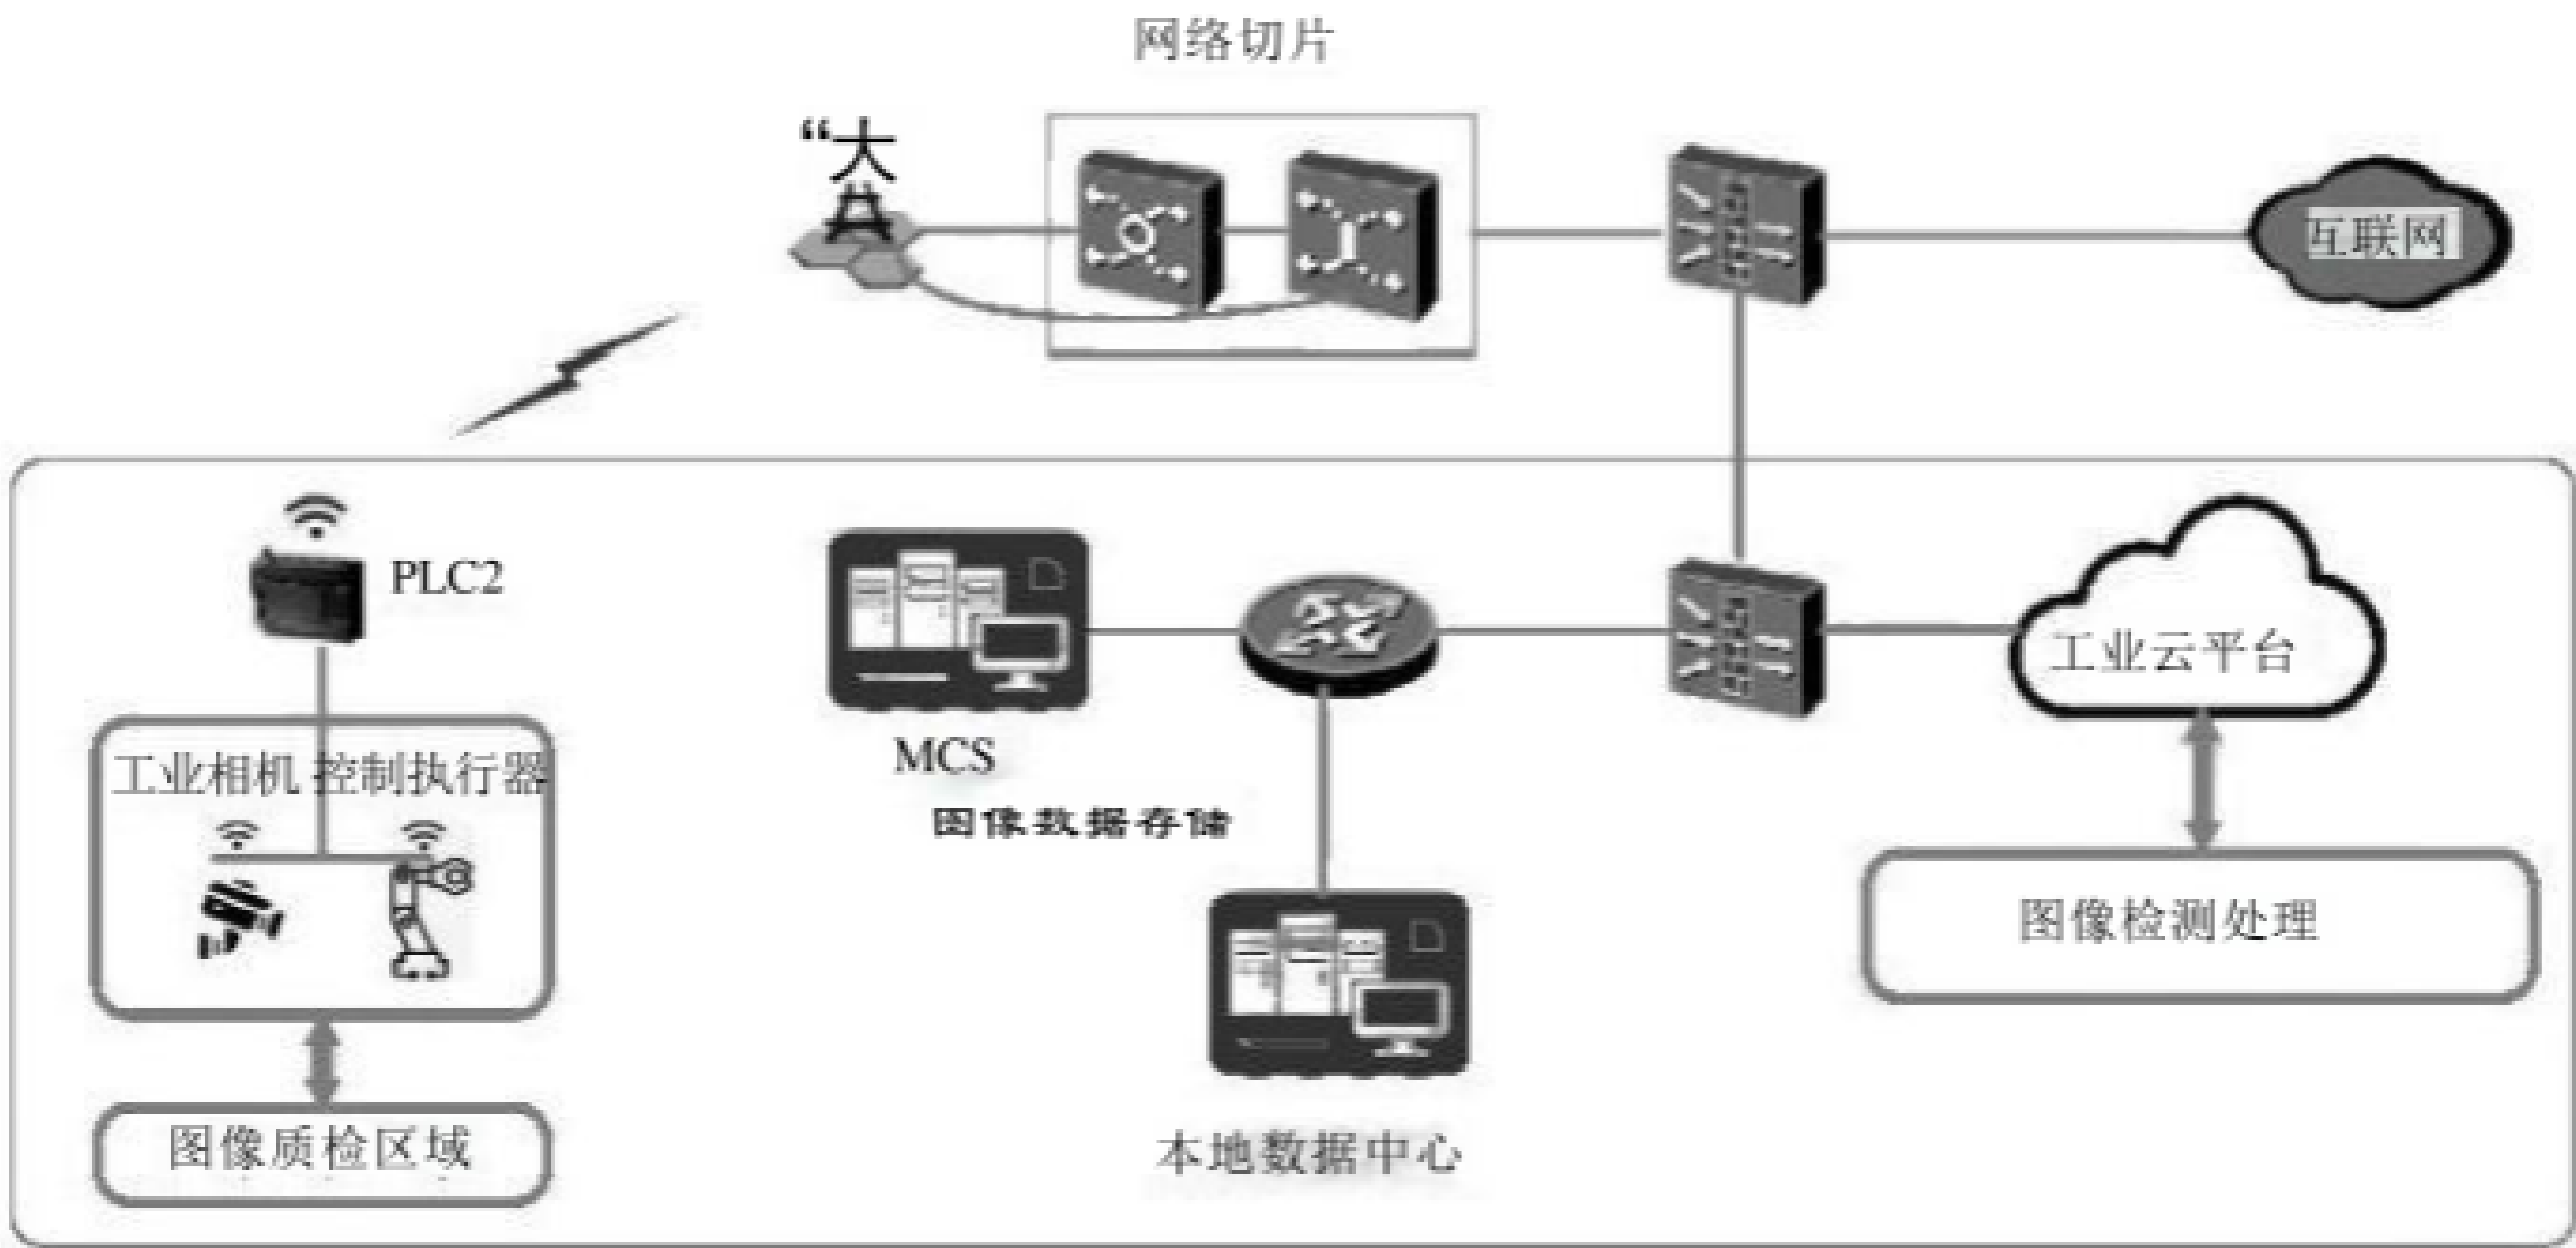 网络切片
“大
互联网
PLC2
工业云平台
MCS
工业相机 控制执行器
图像数据存储
图像检测处理
图像质检区域
本地数据中心